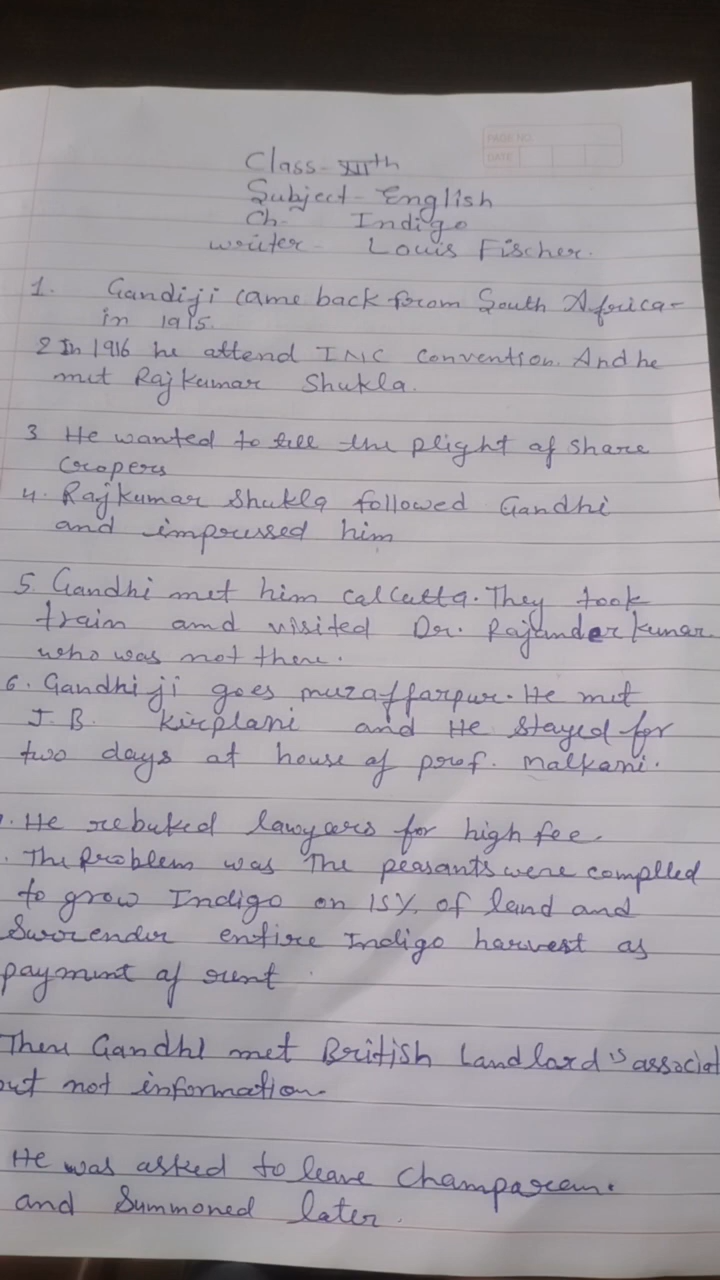 PAGE NO.
DATE
Class-XIIth
Subject- English
Ch- Indigo
writer- Louis Fischer.
1. Gandiji came back from South Africa-
in 1915.
2 In 1916 he attend INC convention. And he
met Rajkumar Shukla.
3 He wanted to tell the plight of share
cropers
4. Rajkumar Shukla followed Gandhi
and impressed him
5. Gandhi met him calcutta. They took
train and visited Dr. Rajander kumar.
who was not there.
6. Gandhiji goes muzaffarpur. He met
J.B. kirplani and He stayed for
two days at house of prof. malkani.
. He rebuked lawyers for high fee.
. The problem was The peasants were complled
to grow Indigo on 15% of land and
Surrender entire Indigo harvest as
payment of rent.
Then Gandhi met British Landlord's associat
out not information.
He was asked to leave Champaran.
and Summoned later.